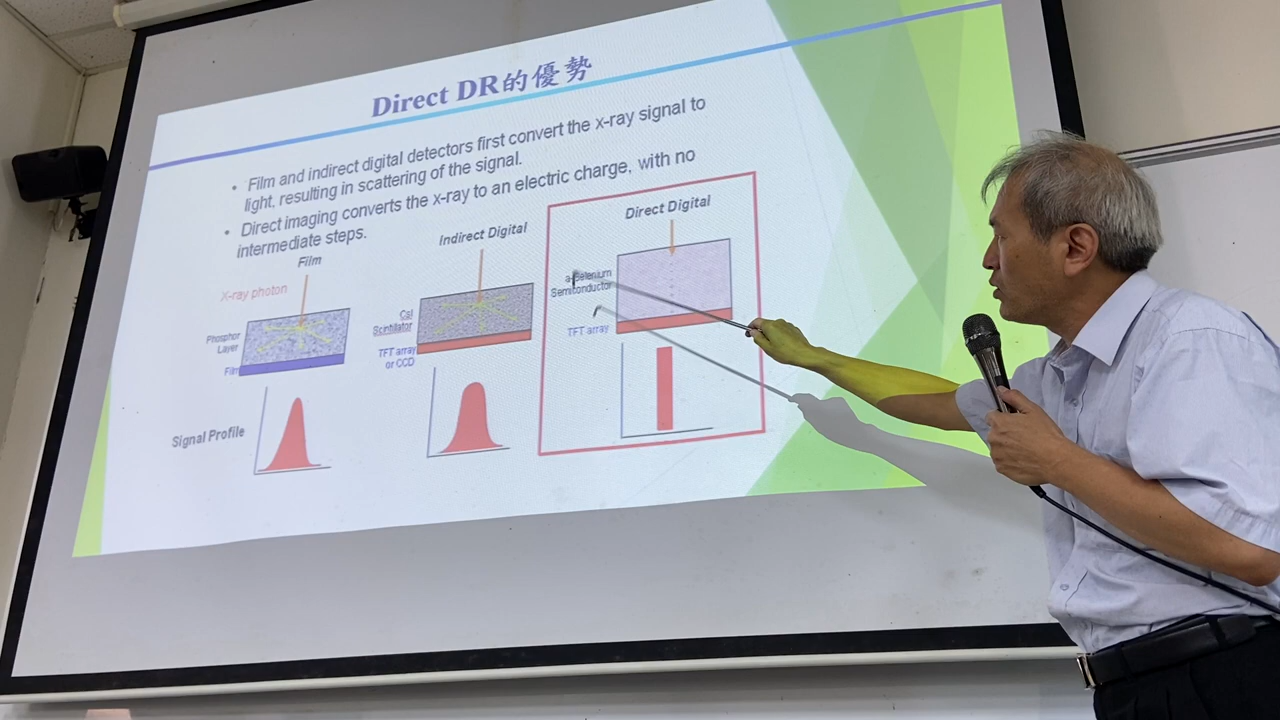 Direct DR的優勢
• Film and indirect digital detectors first convert the x-ray signal to
light, resulting in scattering of the signal.
• Direct imaging converts the x-ray to an electric charge, with no
intermediate steps.
Film
X-ray photon
Phosphor
Layer
Film
Indirect Digital
CsI
Scintillator
TFT array
or CCD
Direct Digital
a-Selenium
Semiconductor
TFT array
Signal Profile